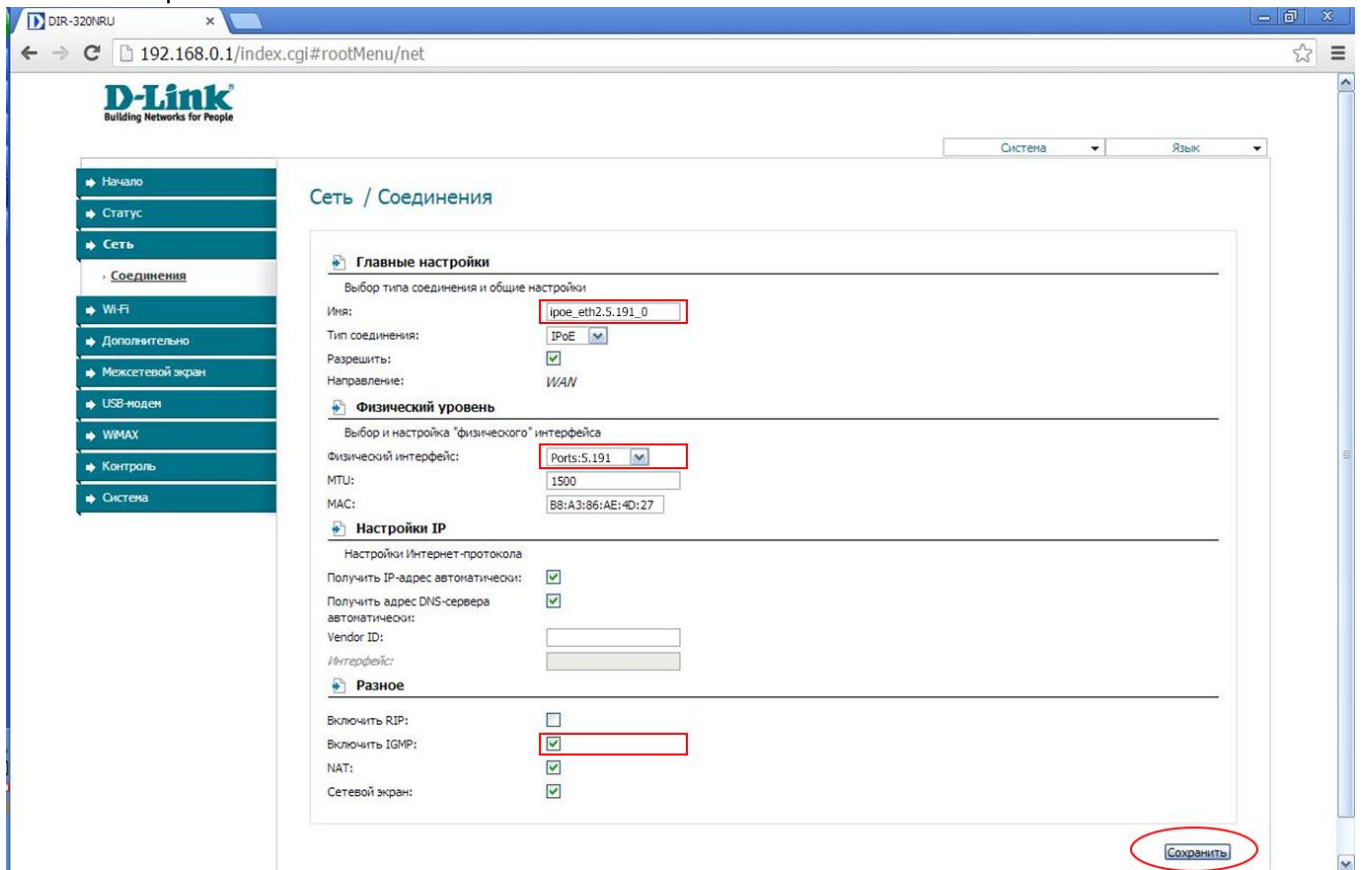 DIR-320NRU
192.168.0.1/index.cgi#rootMenu/net
D-Link
Building Networks for People
Система Язык
Начало
Статус
Сеть
Соединения
Wi-Fi
Дополнительно
Межсетевой экран
USB-модем
WiMAX
Контроль
Система
Сеть / Соединения
Главные настройки
Выбор типа соединения и общие настройки
Имя: ipoe_eth2.5.191_0
Тип соединения: IPoE
Разрешить:
Направление: WAN
Физический уровень
Выбор и настройка "физического" интерфейса
Физический интерфейс: Ports:5.191
MTU: 1500
MAC: B8:A3:86:AE:4D:27
Настройки IP
Настройки Интернет-протокола
Получить IP-адрес автоматически:
Получить адрес DNS-сервера
автоматически:
Vendor ID:
Интерфейс:
Разное
Включить RIP:
Включить IGMP:
NAT:
Сетевой экран:
Сохранить